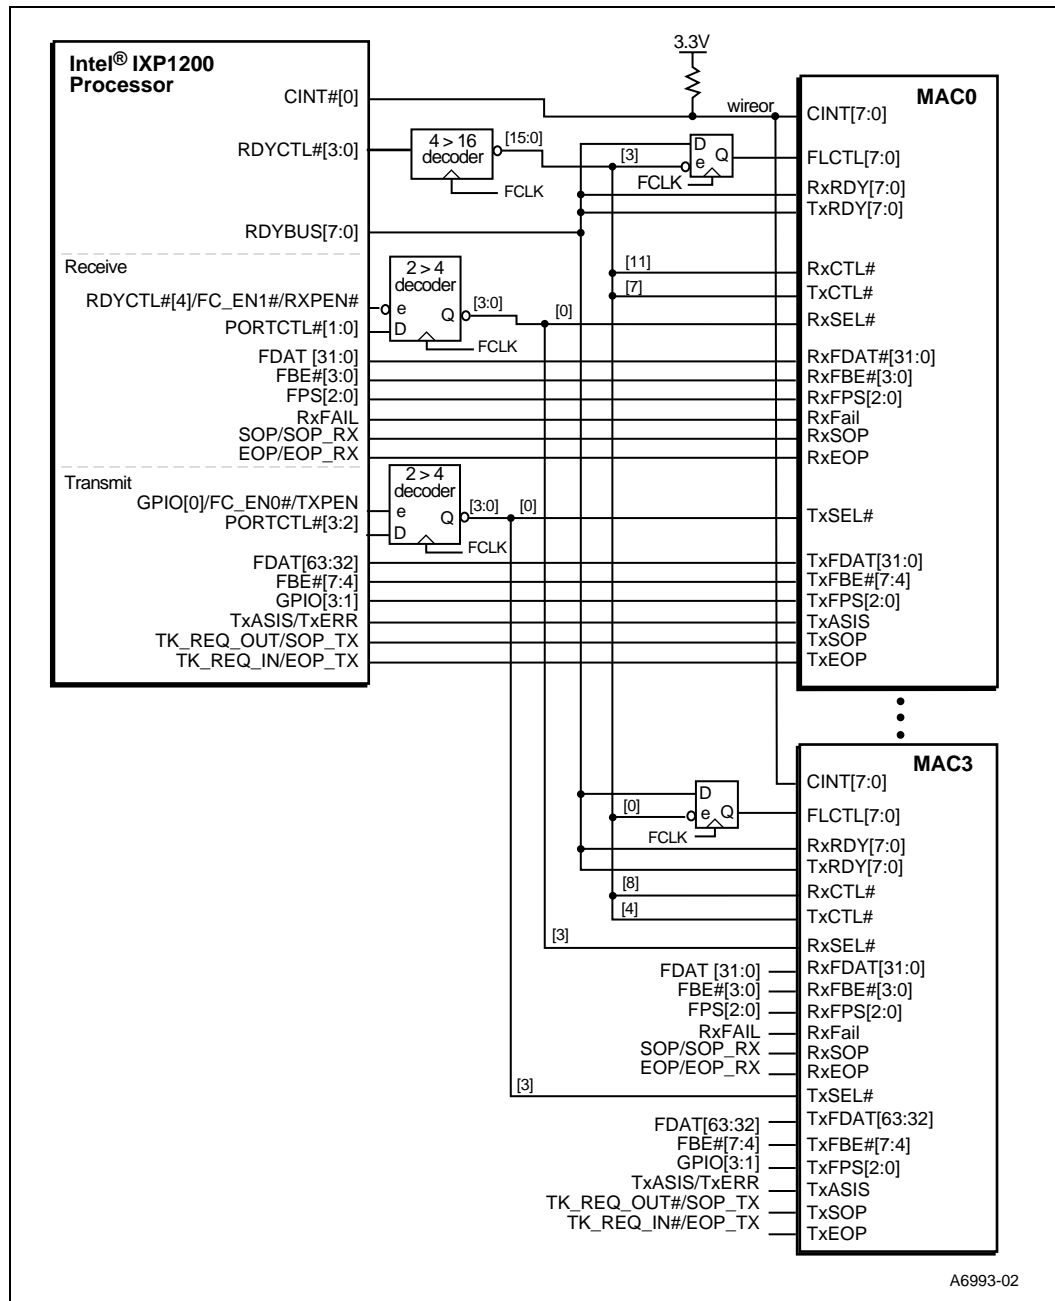 Intel® IXP1200
Processor
CINT#[0]
RDYCTL#[3:0]
RDYBUS[7:0]
Receive
RDYCTL#[4]/FC_EN1#/RXPEN#
PORTCTL#[1:0]
FDAT [31:0]
FBE#[3:0]
FPS[2:0]
RxFAIL
SOP/SOP_RX
EOP/EOP_RX
Transmit
GPIO[0]/FC_EN0#/TXPEN
PORTCTL#[3:2]
FDAT[63:32]
FBE#[7:4]
GPIO[3:1]
TxASIS/TxERR
TK_REQ_OUT/SOP_TX
TK_REQ_IN/EOP_TX
4 > 16
decoder
[15:0]
FCLK
3.3V
wireor
[3]
D
e
Q
FCLK
[11]
[7]
2 > 4
decoder
e
Q
D
[3:0]
[0]
FCLK
2 > 4
decoder
e
Q
D
[3:0]
[0]
FCLK
MAC0
CINT[7:0]
FLCTL[7:0]
RxRDY[7:0]
TxRDY[7:0]
RxCTL#
TxCTL#
RxSEL#
RxFDAT#[31:0]
RxFBE#[3:0]
RxFPS[2:0]
RxFail
RxSOP
RxEOP
TxSEL#
TxFDAT[31:0]
TxFBE#[7:4]
TxFPS[2:0]
TxASIS
TxSOP
TxEOP
MAC3
CINT[7:0]
FLCTL[7:0]
RxRDY[7:0]
TxRDY[7:0]
RxCTL#
TxCTL#
RxSEL#
RxFDAT[31:0]
RxFBE#[3:0]
RxFPS[2:0]
RxFail
RxSOP
RxEOP
TxSEL#
TxFDAT[63:32]
TxFBE#[7:4]
TxFPS[2:0]
TxASIS
TxSOP
TxEOP
D
e
Q
[0]
FCLK
[8]
[4]
[3]
FDAT [31:0]
FBE#[3:0]
FPS[2:0]
RxFAIL
SOP/SOP_RX
EOP/EOP_RX
[3]
FDAT[63:32]
FBE#[7:4]
GPIO[3:1]
TxASIS/TxERR
TK_REQ_OUT#/SOP_TX
TK_REQ_IN#/EOP_TX
A6993-02